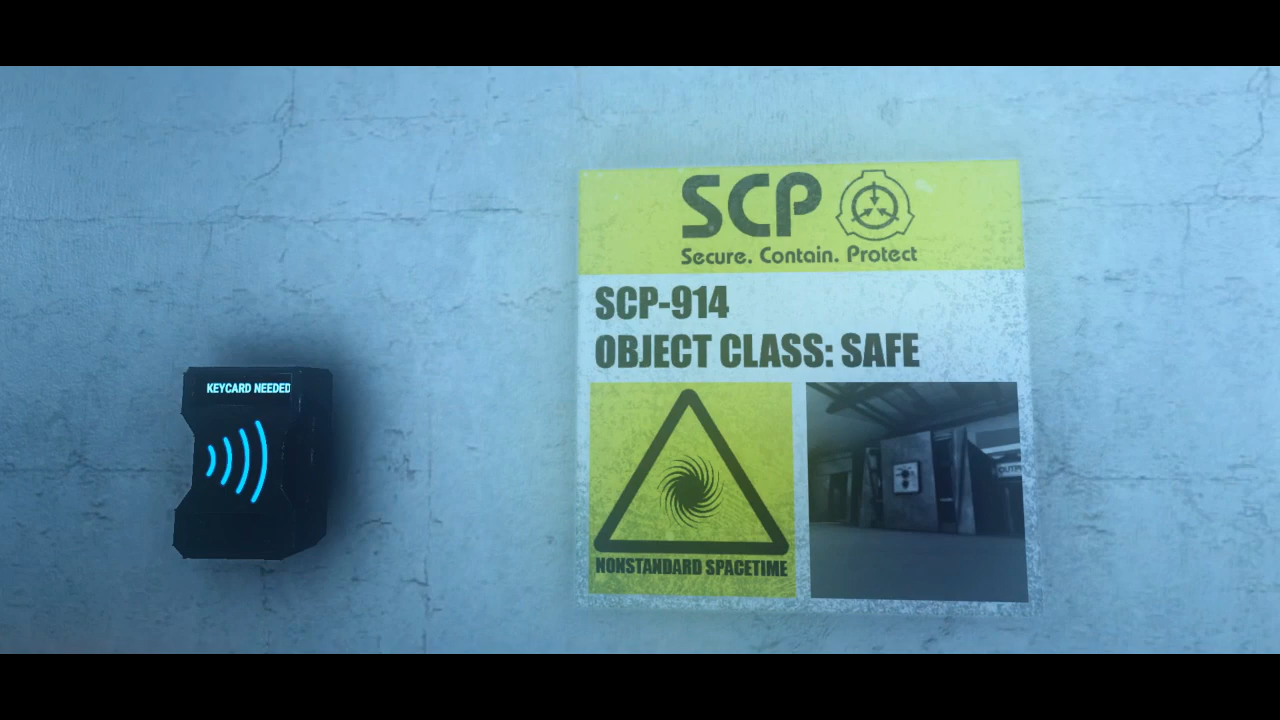 KEYCARD NEEDED
SCP
Secure. Contain. Protect
SCP-914
OBJECT CLASS: SAFE
NONSTANDARD SPACETIME